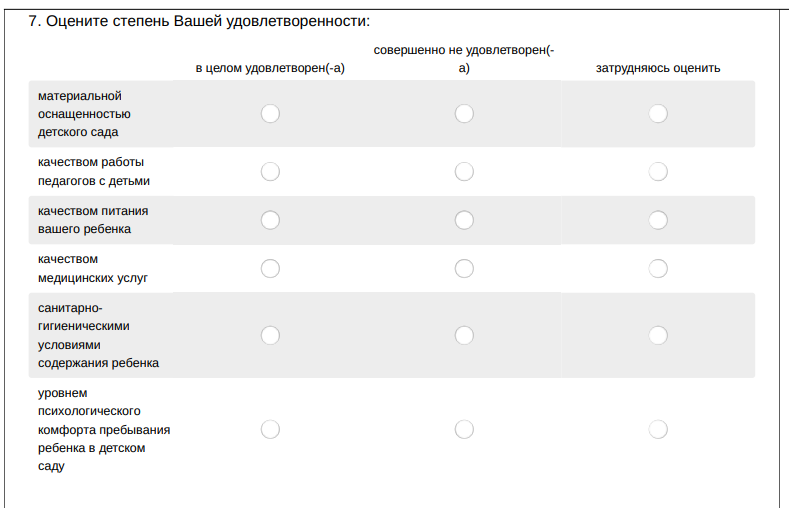 7. Оцените степень Вашей удовлетворенности:
в целом удовлетворен(-а)
совершенно не удовлетворен(-
а)
затрудняюсь оценить
материальной
оснащенностью
детского сада
качеством работы
педагогов с детьми
качеством питания
вашего ребенка
качеством
медицинских услуг
санитарно-
гигиеническими
условиями
содержания ребенка
уровнем
психологического
комфорта пребывания
ребенка в детском
саду